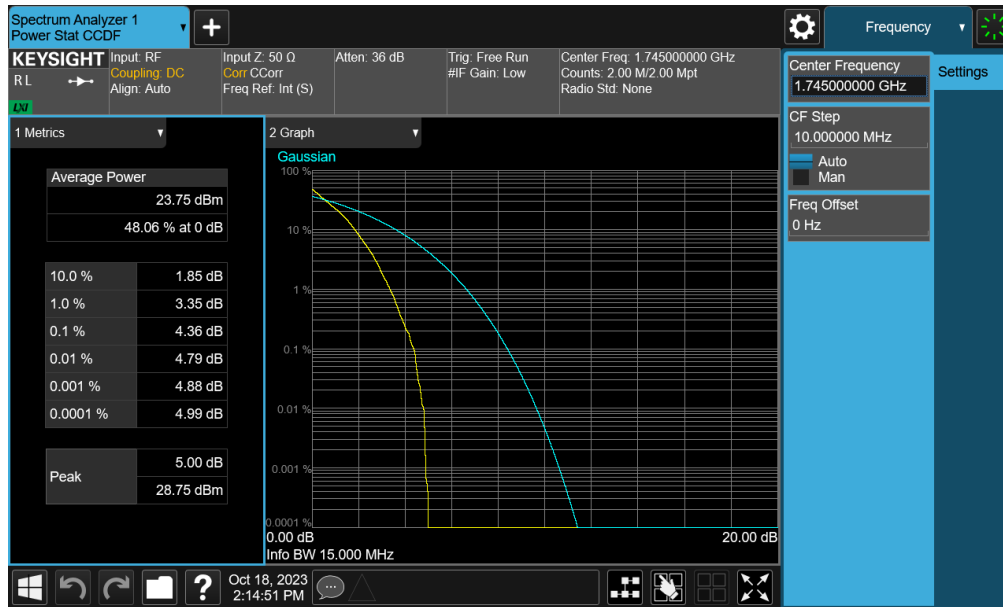 Spectrum Analyzer 1
Power Stat CCDF
+
Frequency
KEYSIGHT
R L
LXI
Input: RF
Coupling: DC
Align: Auto
Input Z: 50 Ω
Corr CCorr
Freq Ref: Int (S)
Atten: 36 dB
Trig: Free Run
#IF Gain: Low
Center Freq: 1.745000000 GHz
Counts: 2.00 M/2.00 Mpt
Radio Std: None
Center Frequency
1.745000000 GHz
Settings
CF Step
10.000000 MHz
Auto
Man
Freq Offset
0 Hz
1 Metrics
Average Power
23.75 dBm
48.06 % at 0 dB
10.0 % 1.85 dB
1.0 % 3.35 dB
0.1 % 4.36 dB
0.01 % 4.79 dB
0.001 % 4.88 dB
0.0001 % 4.99 dB
Peak
5.00 dB
28.75 dBm
2 Graph
Gaussian
100 %
10 %
1 %
0.1 %
0.01 %
0.001 %
0.0001 %
0.00 dB 20.00 dB
Info BW 15.000 MHz
?
Oct 18, 2023
2:14:51 PM